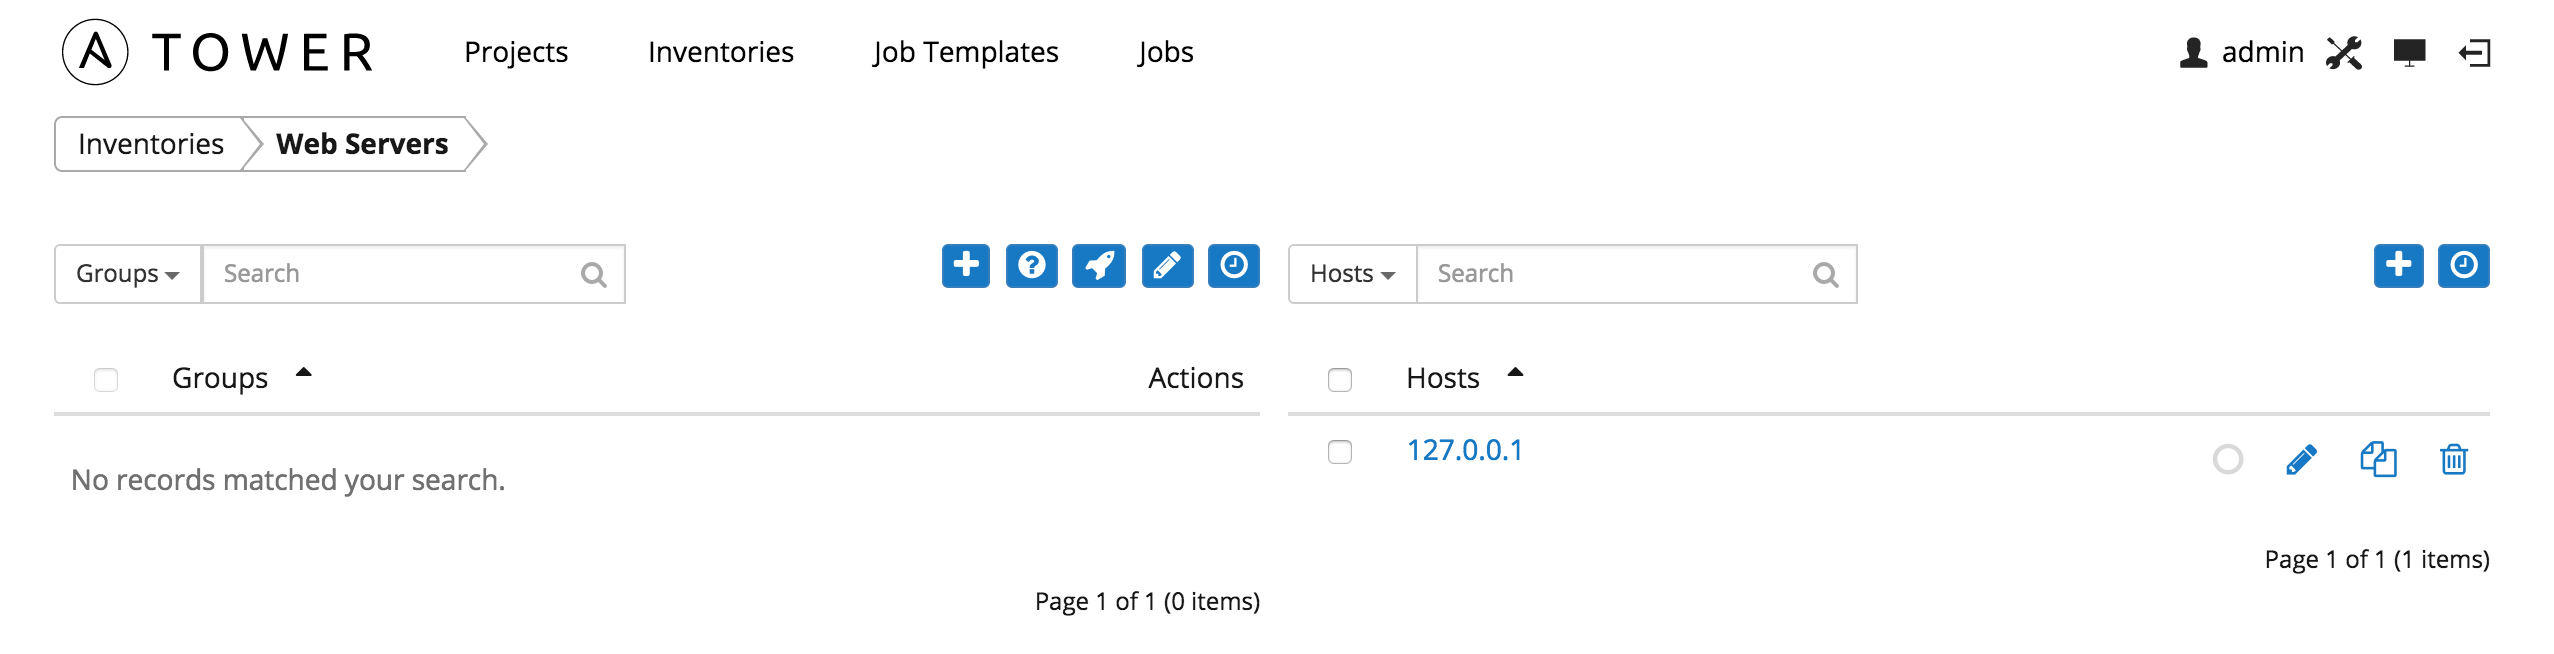 TOWER Projects Inventories Job Templates Jobs admin
Inventories Web Servers
Groups Search Hosts Search
Groups Actions Hosts
127.0.0.1
No records matched your search.
Page 1 of 1 (1 items)
Page 1 of 1 (0 items)